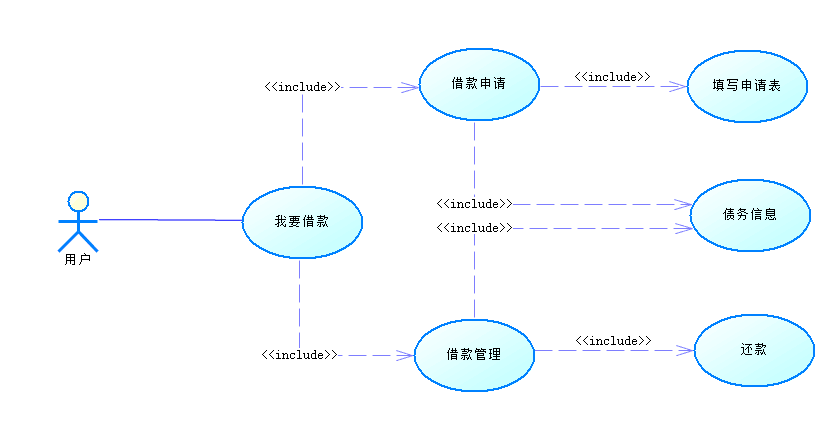 <<include>>
借款申请
<<include>>
填写申请表
<<include>>
债务信息
我要借款
<<include>>
用户
<<include>>
还款
<<include>>
借款管理
<<include>>